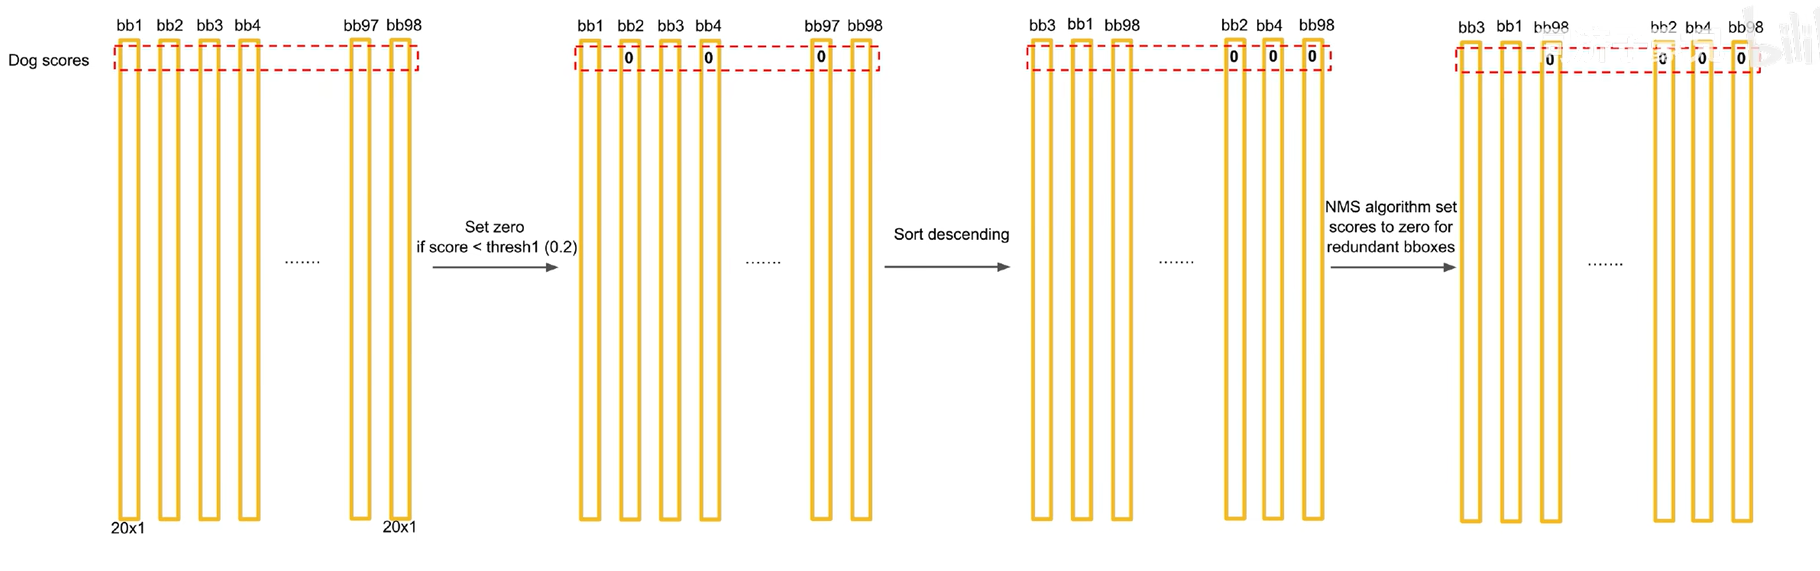 bb1 bb2 bb3 bb4 bb97 bb98
bb1 bb2 bb3 bb4 bb97 bb98
bb3 bb1 bb98 bb2 bb4 bb98
bb3 bb1 bb98 bb2 bb4 bb98
Dog scores
0 0 0
0 0 0
0 0 0 0
Set zero
if score < thresh1 (0.2)
Sort descending
NMS algorithm set
scores to zero for
redundant bboxes
.......
.......
.......
.......
20x1 20x1
bilibili